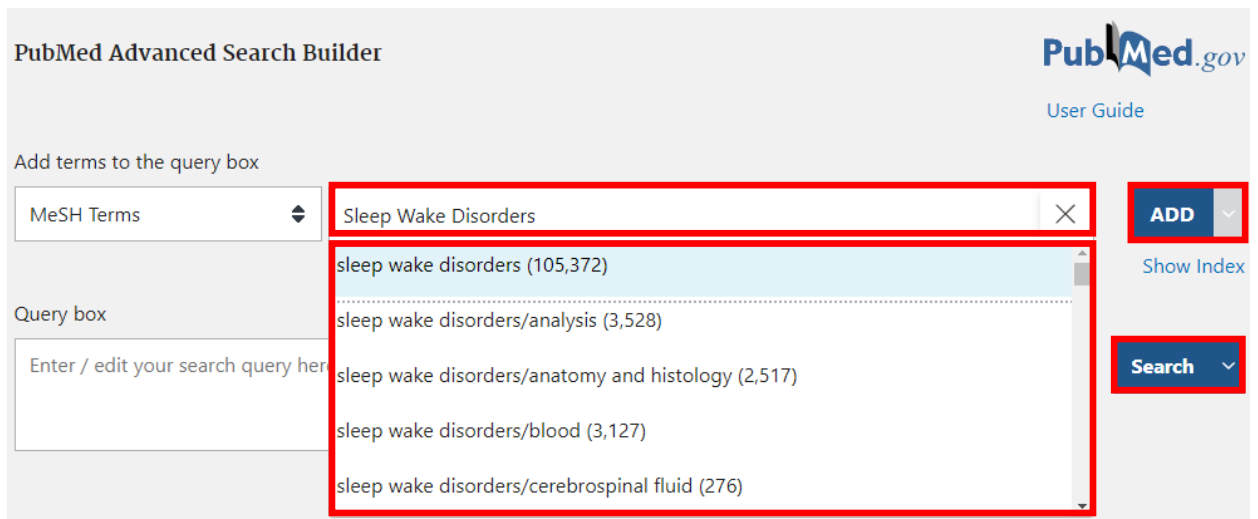 PubMed Advanced Search Builder
PubMed.gov
User Guide
Add terms to the query box
MeSH Terms
Sleep Wake Disorders
ADD
sleep wake disorders (105,372)
Show Index
Query box
sleep wake disorders/analysis (3,528)
Enter / edit your search query her
Search
sleep wake disorders/anatomy and histology (2,517)
sleep wake disorders/blood (3,127)
sleep wake disorders/cerebrospinal fluid (276)